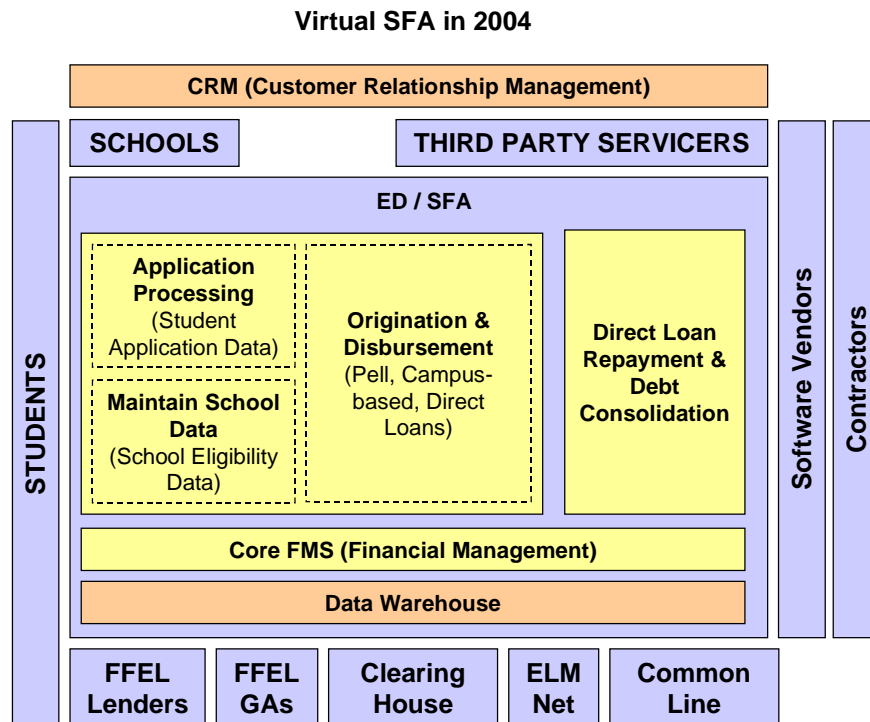 Virtual SFA in 2004
CRM (Customer Relationship Management)
STUDENTS
SCHOOLS
THIRD PARTY SERVICERS
Software Vendors
Contractors
ED / SFA
Application
Processing
(Student
Application Data)
Maintain School
Data
(School Eligibility
Data)
Origination &
Disbursement
(Pell, Campus-
based, Direct
Loans)
Direct Loan
Repayment &
Debt
Consolidation
Core FMS (Financial Management)
Data Warehouse
FFEL
Lenders
FFEL
GAs
Clearing
House
ELM
Net
Common
Line